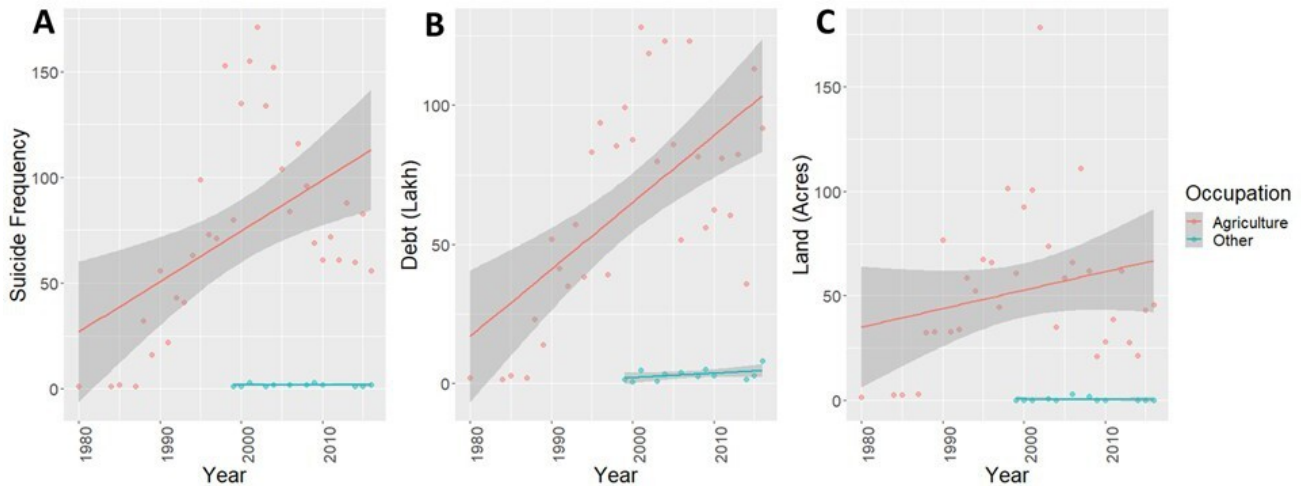 A
Suicide Frequency
150
100
50
0
1980
1990
2000
2010
Year
B
Debt (Lakh)
100
50
0
1980
1990
2000
2010
Year
C
Land (Acres)
150
100
50
0
1980
1990
2000
2010
Year
Occupation
Agriculture
Other